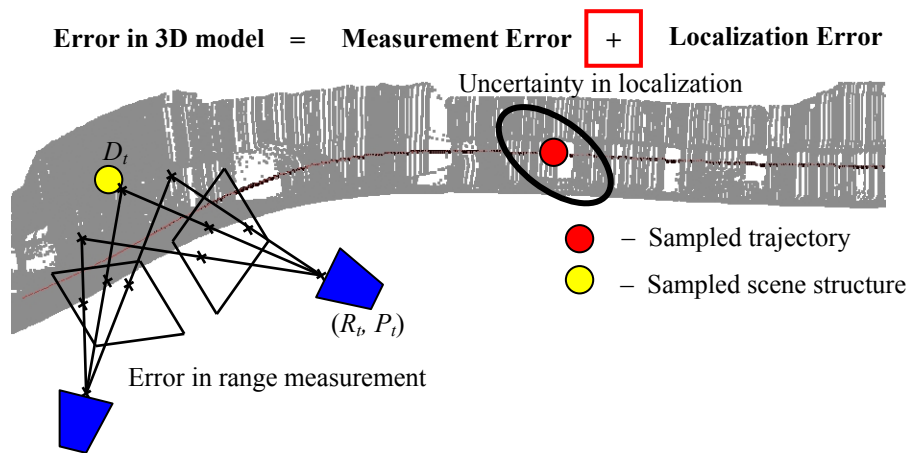 Error in 3D model = Measurement Error + Localization Error
Uncertainty in localization
D_t
– Sampled trajectory
– Sampled scene structure
(R_t, P_t)
Error in range measurement